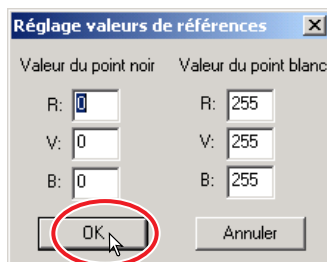 Réglage valeurs de références
Valeur du point noir Valeur du point blanc
R: 0 R: 255
V: 0 V: 255
B: 0 B: 255
OK Annuler